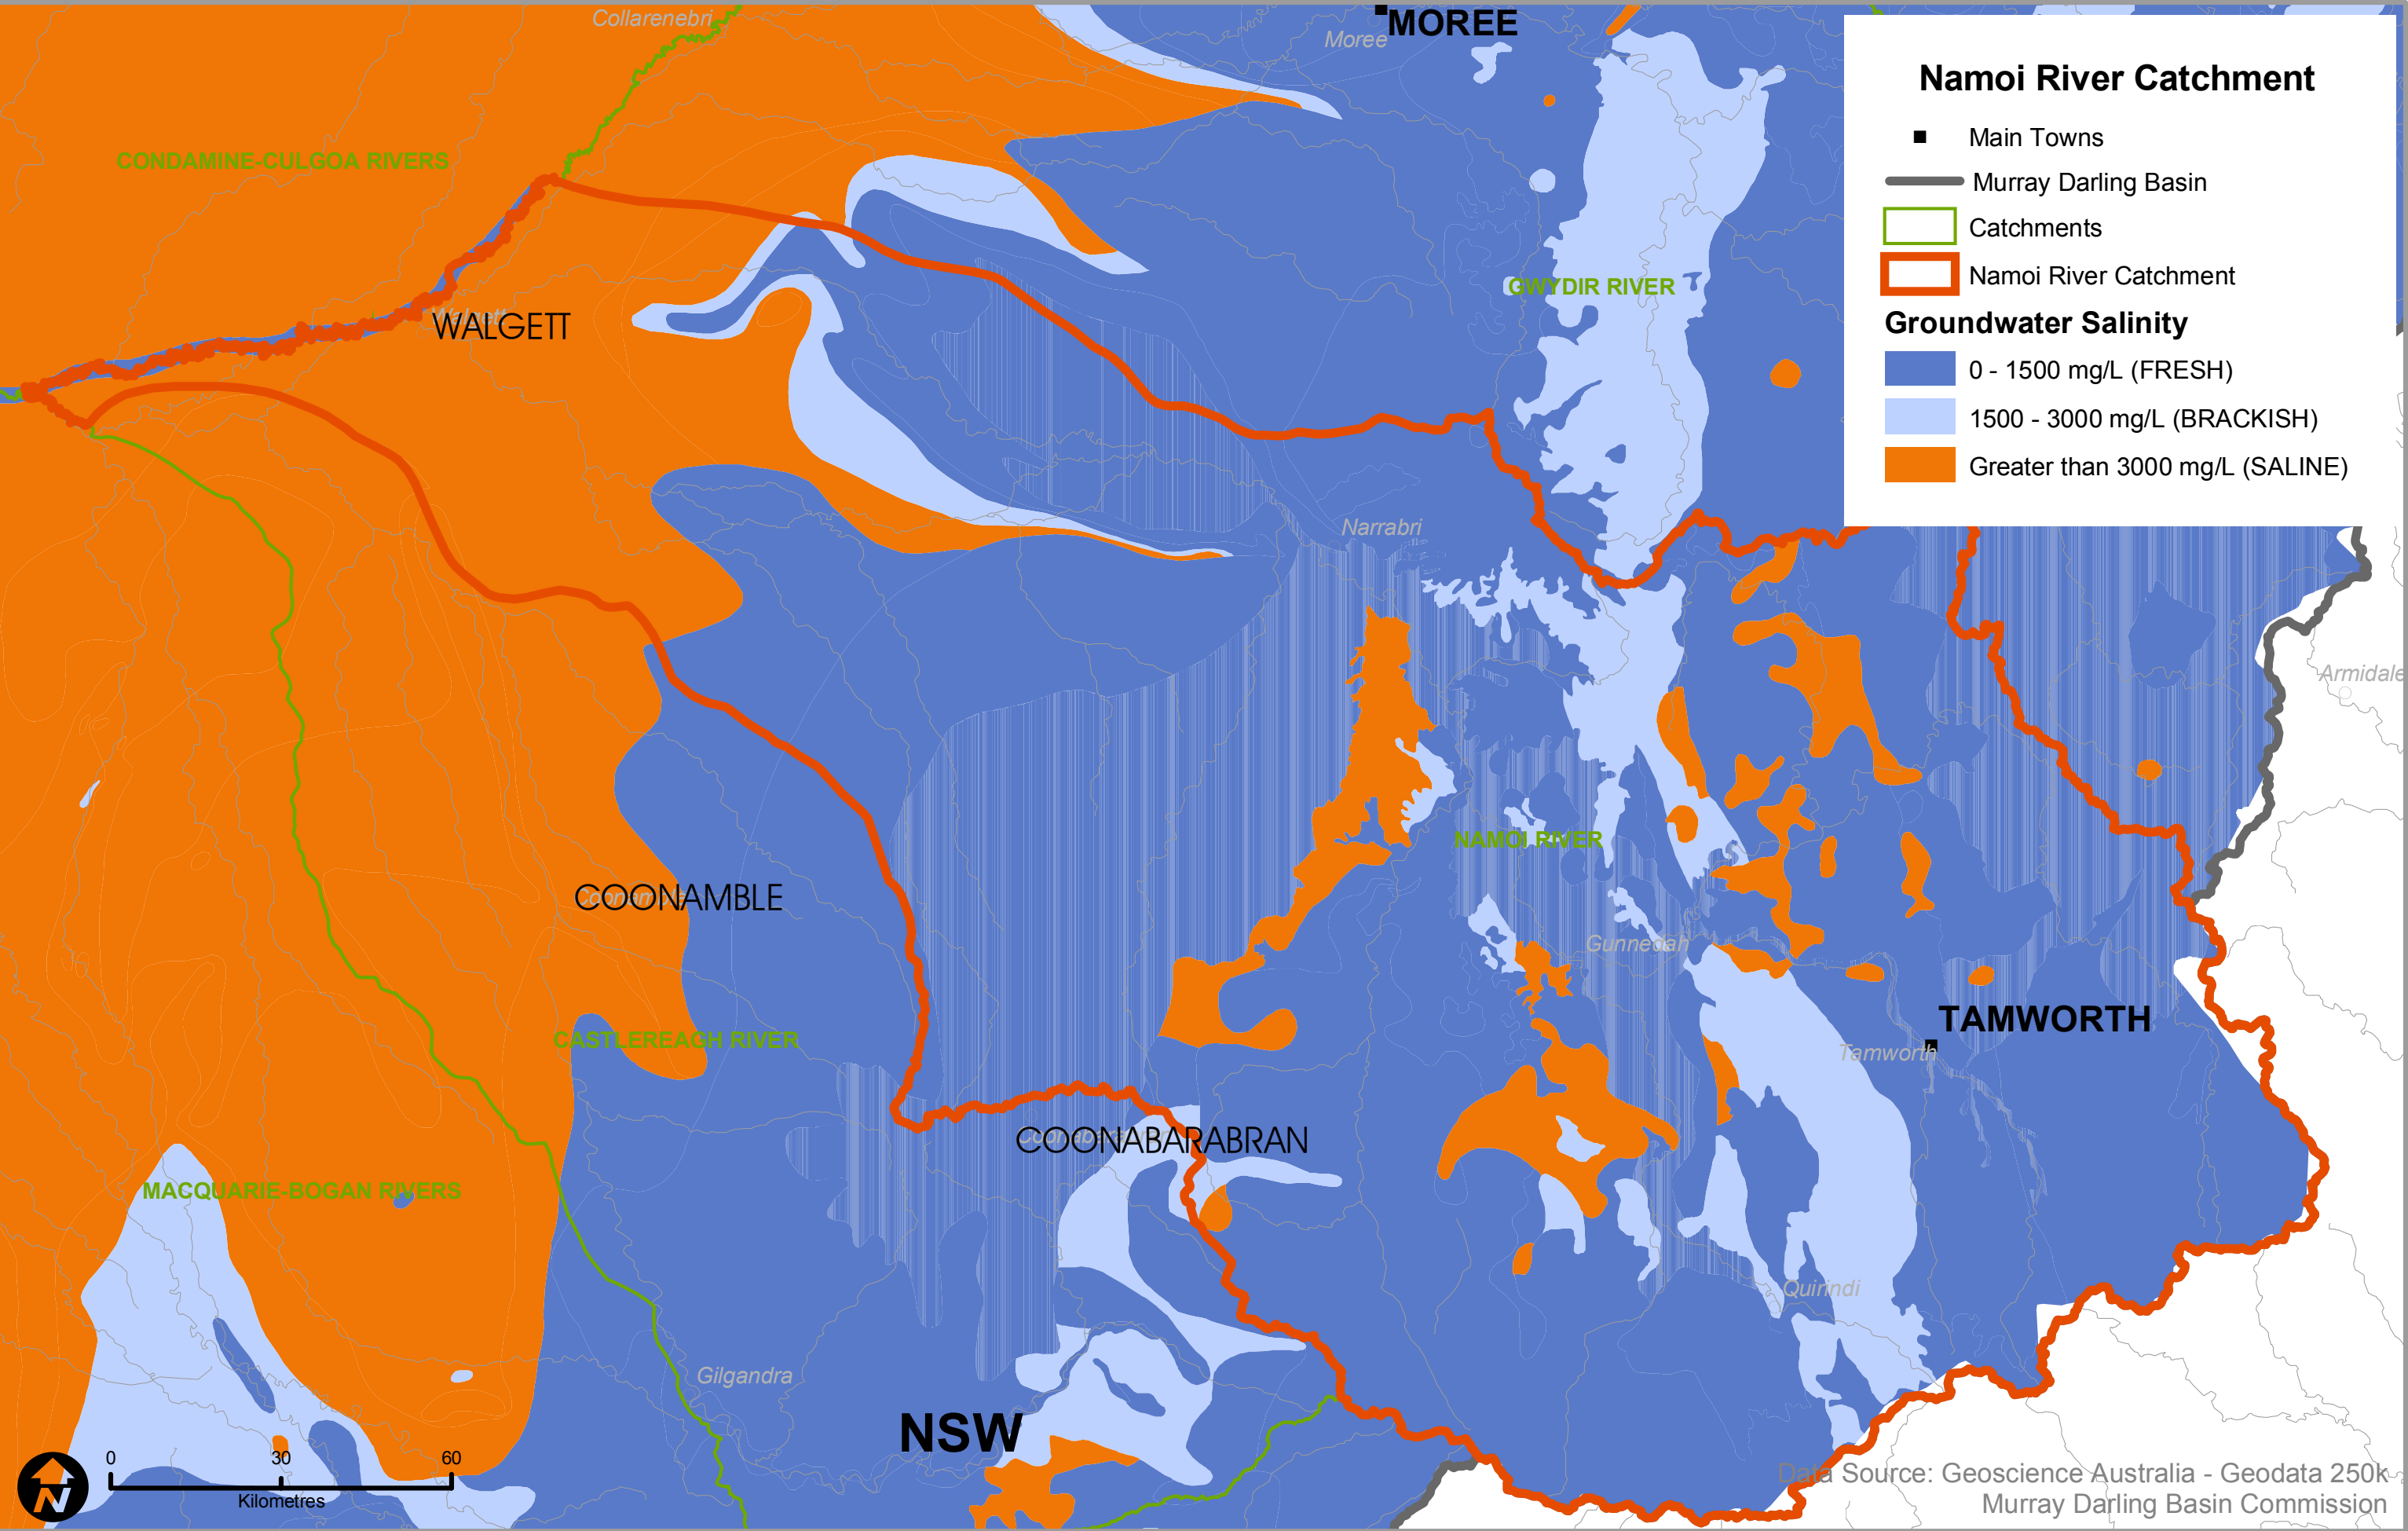 Collarenebri
MOREE
Moree
Namoi River Catchment
Main Towns
Murray Darling Basin
Catchments
Namoi River Catchment
Groundwater Salinity
0 - 1500 mg/L (FRESH)
1500 - 3000 mg/L (BRACKISH)
Greater than 3000 mg/L (SALINE)
CONDAMINE-CULGOA RIVERS
GWYDIR RIVER
Walgett
WALGETT
Narrabri
Armidale
NAMOI RIVER
Coonamble
COONAMBLE
Gunnedah
TAMWORTH
CASTLEREAGH RIVER
Tamworth
Coonabarabran
COONABARABRAN
MACQUARIE-BOGAN RIVERS
Quirindi
Gilgandra
NSW
0 30 60
Kilometres
N
Data Source: Geoscience Australia - Geodata 250k
Murray Darling Basin Commission